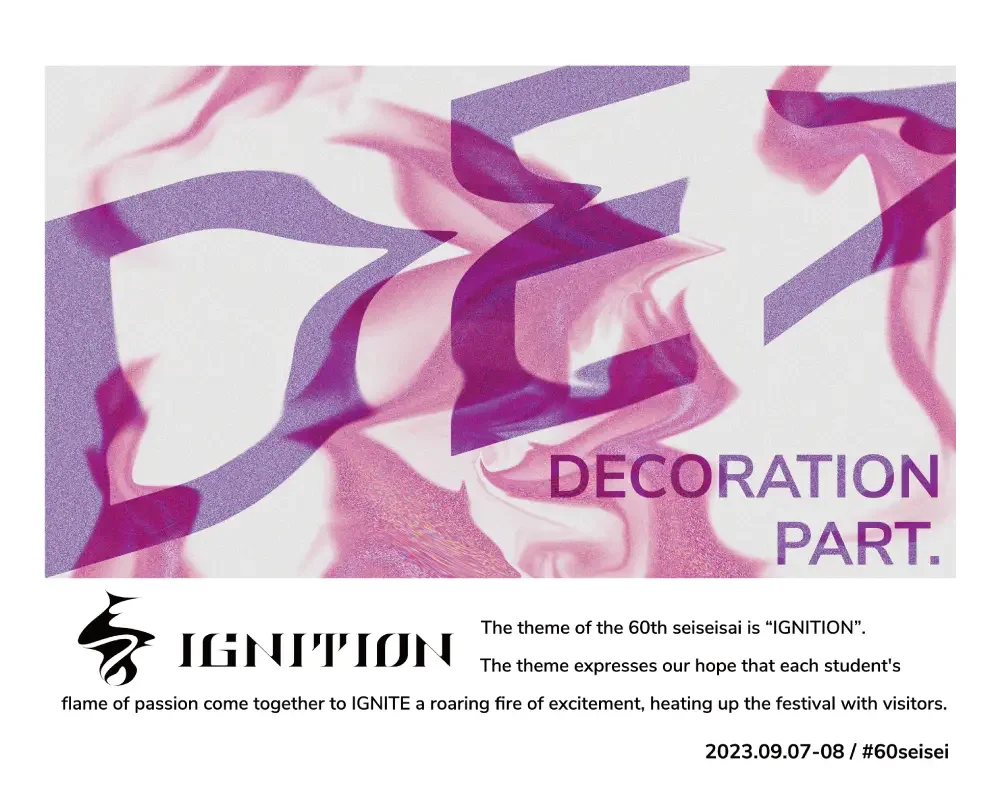 DE
DECORATION
PART.
IGNITION
The theme of the 60th seiseisai is “IGNITION”.
The theme expresses our hope that each student's
flame of passion come together to IGNITE a roaring fire of excitement, heating up the festival with visitors.
2023.09.07-08 / #60seisei